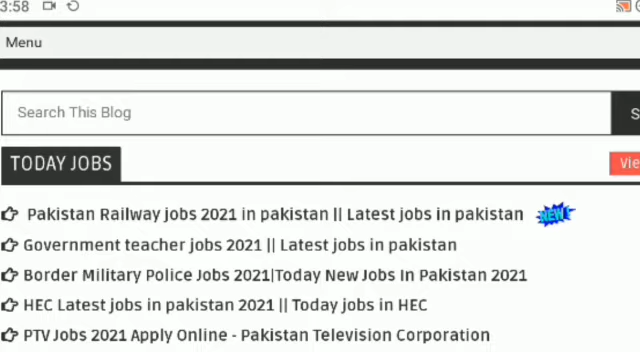 3:58
Menu
Search This Blog
S
TODAY JOBS
Vie
Pakistan Railway jobs 2021 in pakistan || Latest jobs in pakistan NEW!
Government teacher jobs 2021 || Latest jobs in pakistan
Border Military Police Jobs 2021|Today New Jobs In Pakistan 2021
HEC Latest jobs in pakistan 2021 || Today jobs in HEC
PTV Jobs 2021 Apply Online - Pakistan Television Corporation